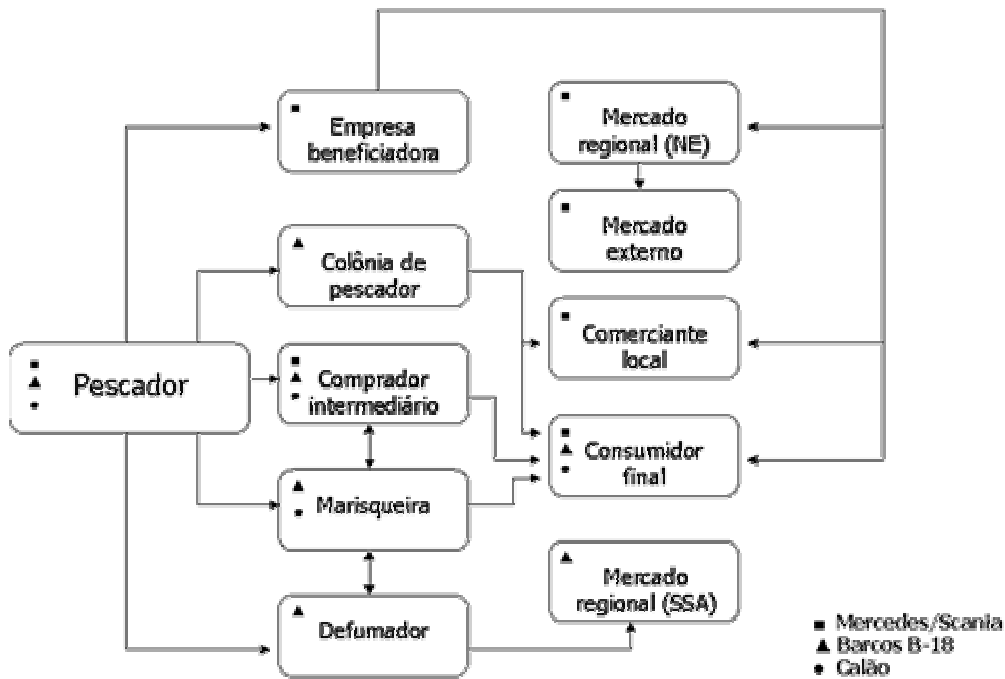 Empresa
beneficiadora
Mercado
regional (NE)
Mercado
externo
Colônia de
pescador
Comerciante
local
Pescador
Comprador
intermediário
Consumidor
final
Marisqueira
Mercado
regional (SSA)
Defumador
Mercedes/Scania
Barcos B-18
Calão